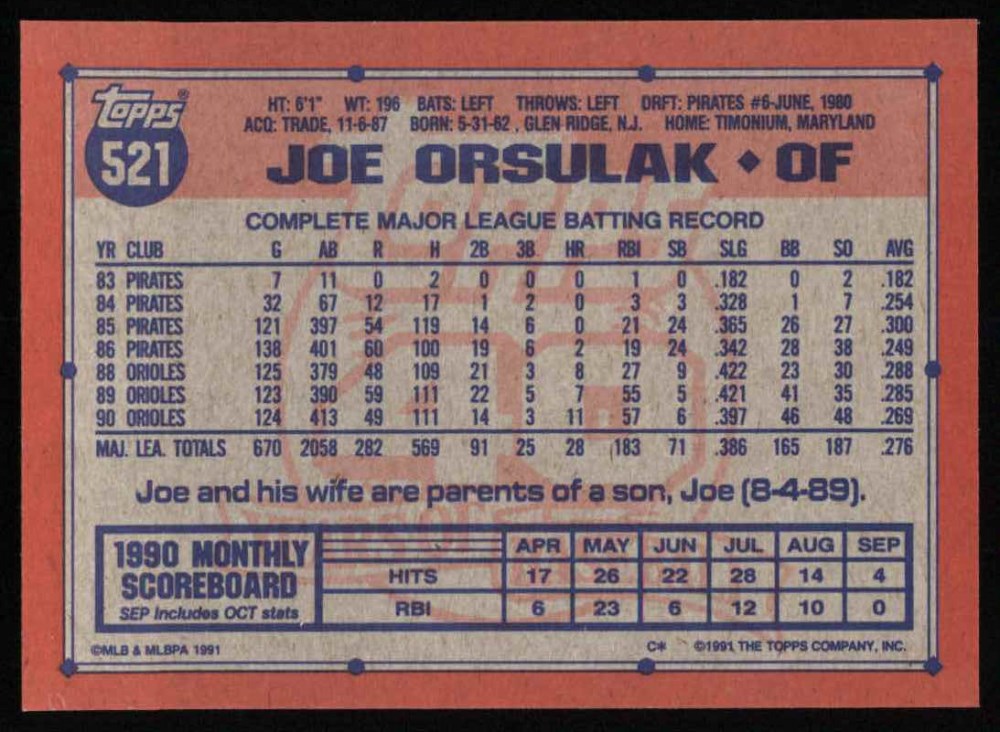 Topps®
521
HT: 6'1" WT: 196 BATS: LEFT THROWS: LEFT DRFT: PIRATES #6-JUNE, 1980
ACQ: TRADE, 11-6-87 BORN: 5-31-62 , GLEN RIDGE, N.J. HOME: TIMONIUM, MARYLAND
JOE ORSULAK ◆ OF
COMPLETE MAJOR LEAGUE BATTING RECORD
YR CLUB G AB R H 2B 3B HR RBI SB SLG BB SO AVG
83 PIRATES 7 11 0 2 0 0 0 1 0 .182 0 2 .182
84 PIRATES 32 67 12 17 1 2 0 3 3 .328 1 7 .254
85 PIRATES 121 397 54 119 14 6 0 21 24 .365 26 27 .300
86 PIRATES 138 401 60 100 19 6 2 19 24 .342 28 38 .249
88 ORIOLES 125 379 48 109 21 3 8 27 9 .422 23 30 .288
89 ORIOLES 123 390 59 111 22 5 7 55 5 .421 41 35 .285
90 ORIOLES 124 413 49 111 14 3 11 57 6 .397 46 48 .269
MAJ. LEA. TOTALS 670 2058 282 569 91 25 28 183 71 .386 165 187 .276
Joe and his wife are parents of a son, Joe (8-4-89).
1990 MONTHLY
SCOREBOARD
SEP Includes OCT stats
APR MAY JUN JUL AUG SEP
HITS 17 26 22 28 14 4
RBI 6 23 6 12 10 0
©MLB & MLBPA 1991 C* ©1991 THE TOPPS COMPANY, INC.